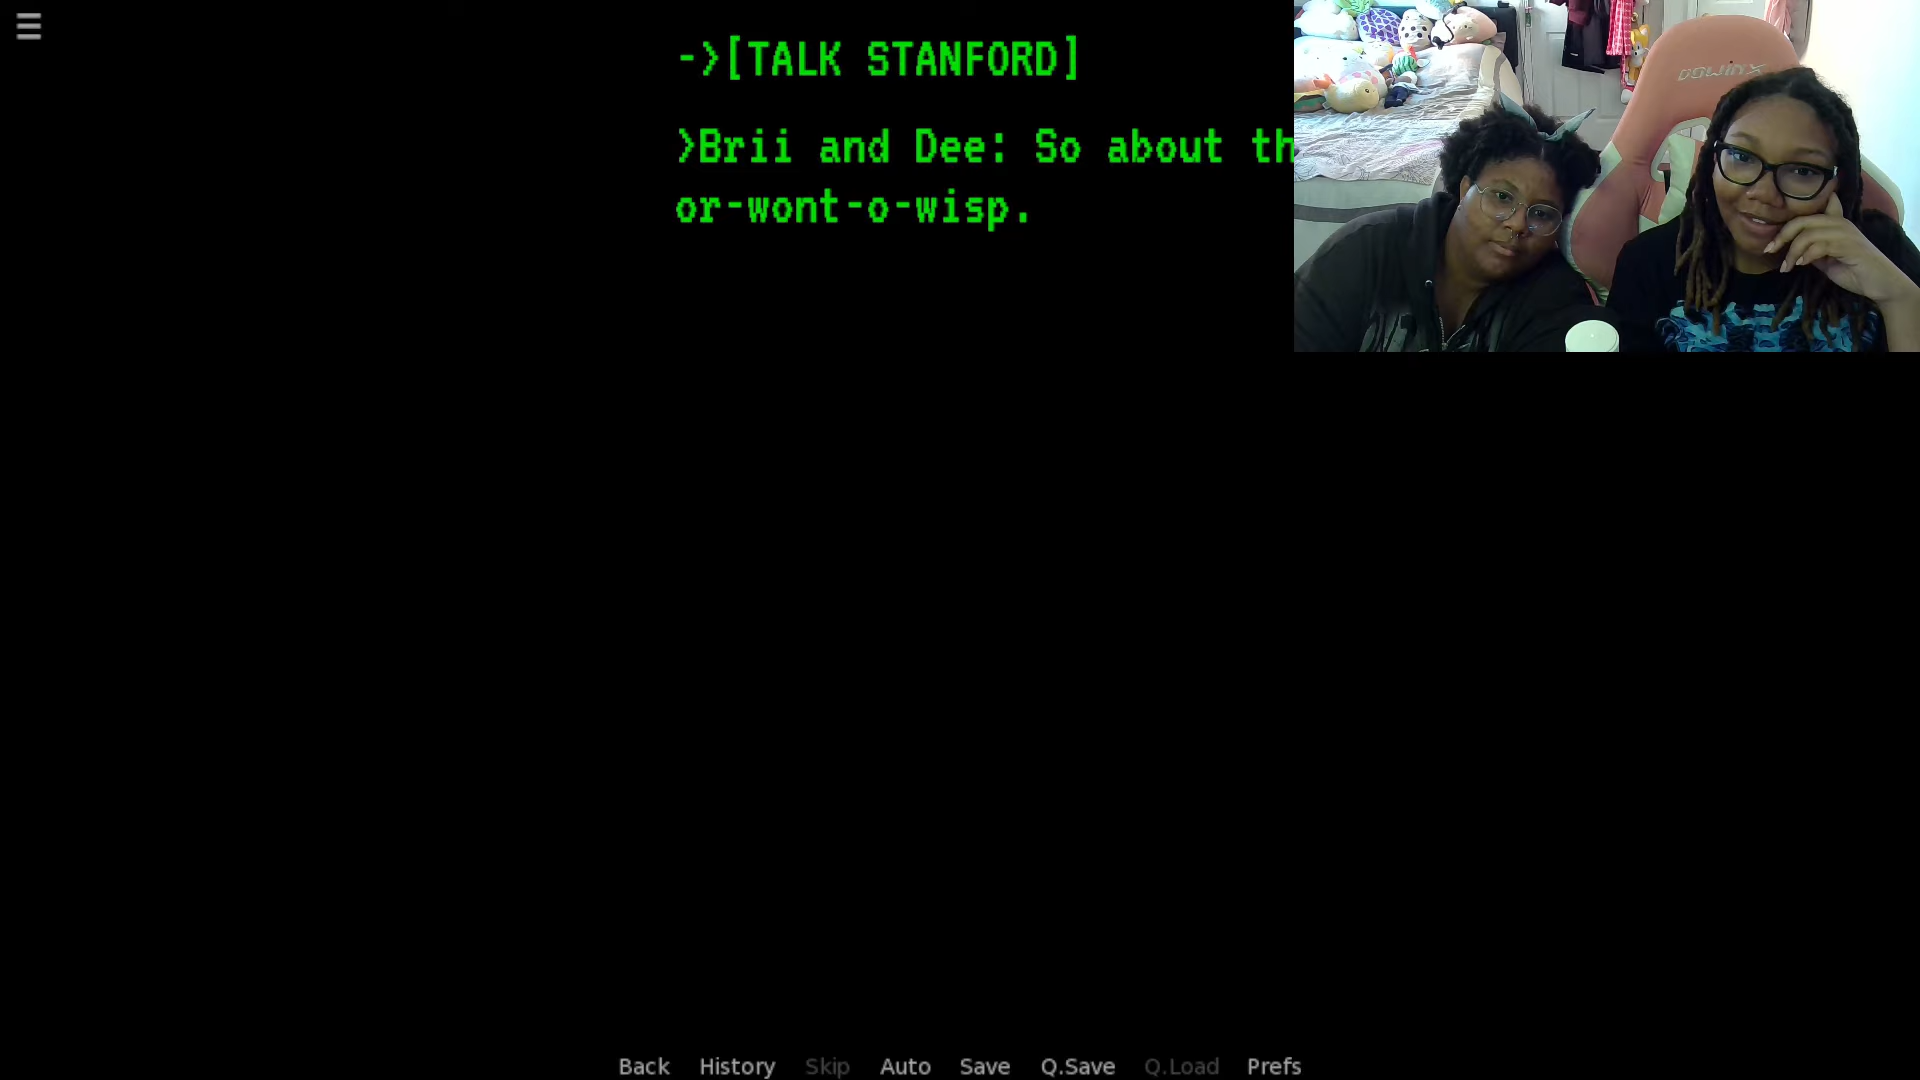 ->[TALK STANFORD]
>Brii and Dee: So about th
or-wont-o-wisp.
DOWINX
Back History Skip Auto Save Q.Save Q.Load Prefs